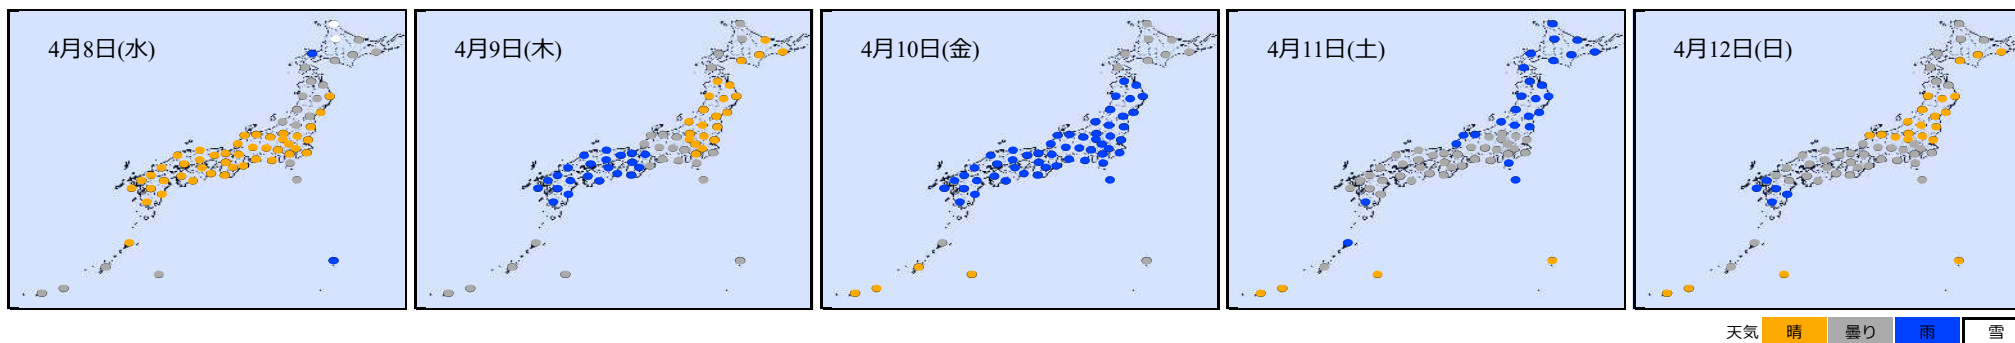 4月8日(水)
4月9日(木)
4月10日(金)
4月11日(土)
4月12日(日)
天気 晴 曇り 雨 雪